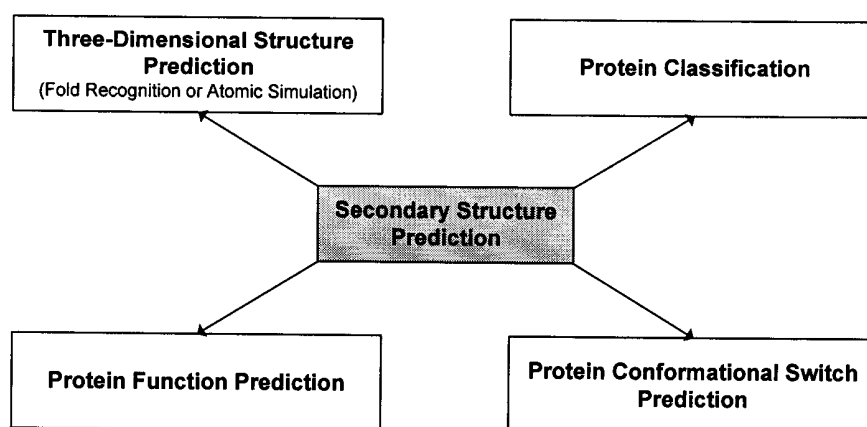 Three-Dimensional Structure
Prediction
(Fold Recognition or Atomic Simulation)
Protein Classification
Secondary Structure
Prediction
Protein Function Prediction
Protein Conformational Switch
Prediction